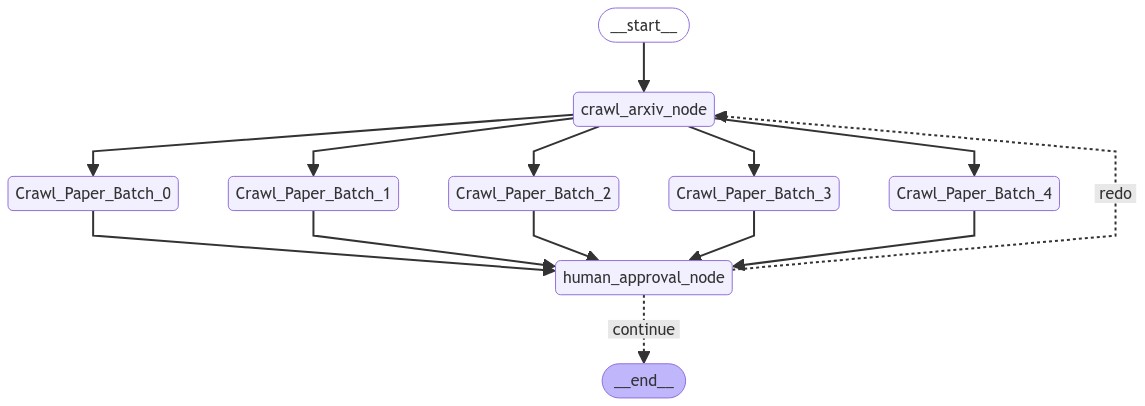 __start__
crawl_arxiv_node
Crawl_Paper_Batch_0
Crawl_Paper_Batch_1
Crawl_Paper_Batch_2
Crawl_Paper_Batch_3
Crawl_Paper_Batch_4
redo
human_approval_node
continue
__end__